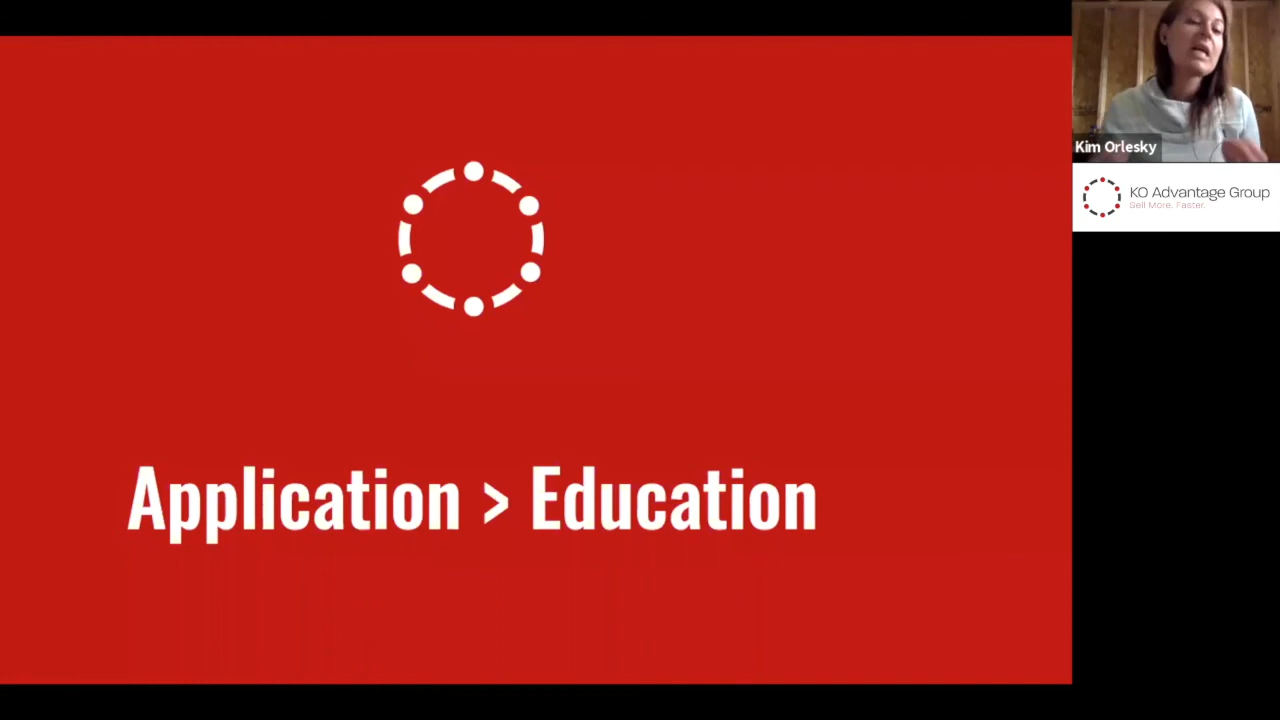 Application > Education
Kim Orlesky
KO Advantage Group
Sell More. Faster.